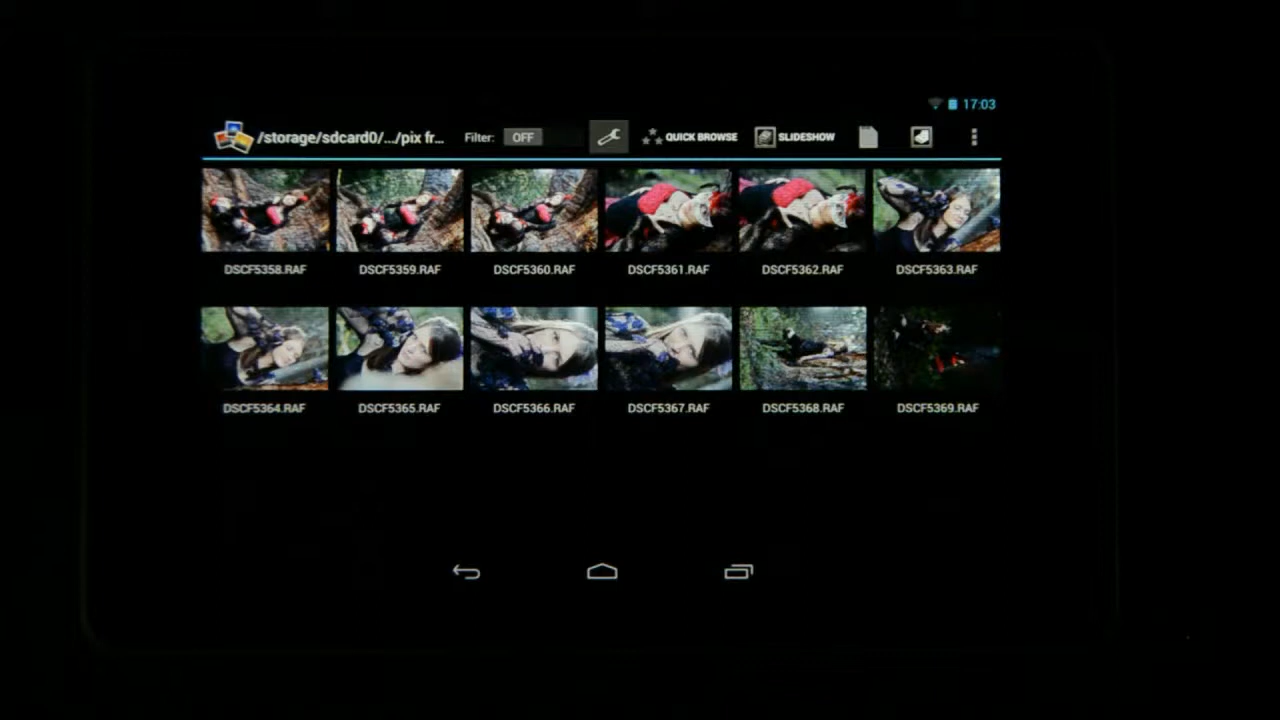 17:03
/storage/sdcard0/.../pix fr... Filter: OFF QUICK BROWSE SLIDESHOW
DSCF5358.RAF DSCF5359.RAF DSCF5360.RAF DSCF5361.RAF DSCF5362.RAF DSCF5363.RAF
DSCF5364.RAF DSCF5365.RAF DSCF5366.RAF DSCF5367.RAF DSCF5368.RAF DSCF5369.RAF